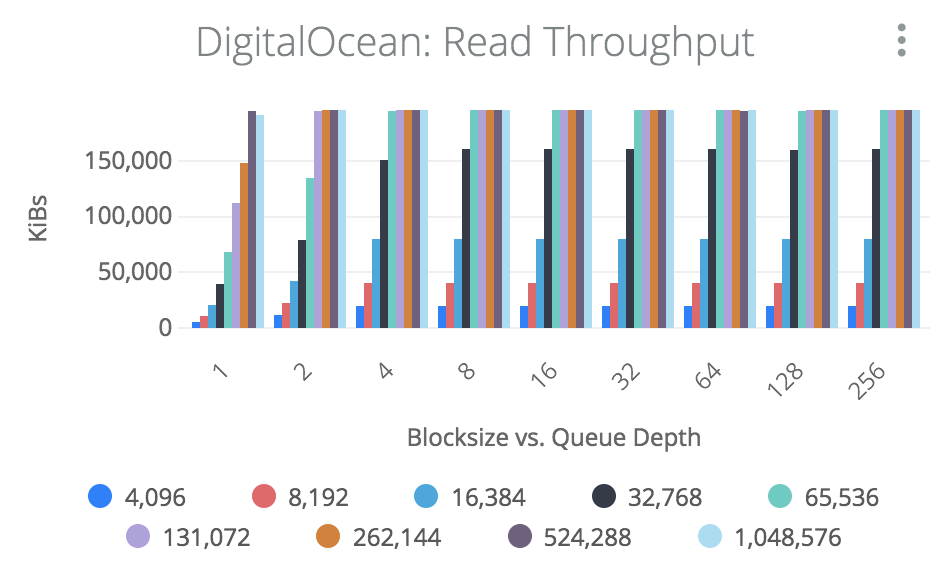 DigitalOcean: Read Throughput
KiBs
150,000
100,000
50,000
0
1 2 4 8 16 32 64 128 256
Blocksize vs. Queue Depth
4,096 8,192 16,384 32,768 65,536
131,072 262,144 524,288 1,048,576